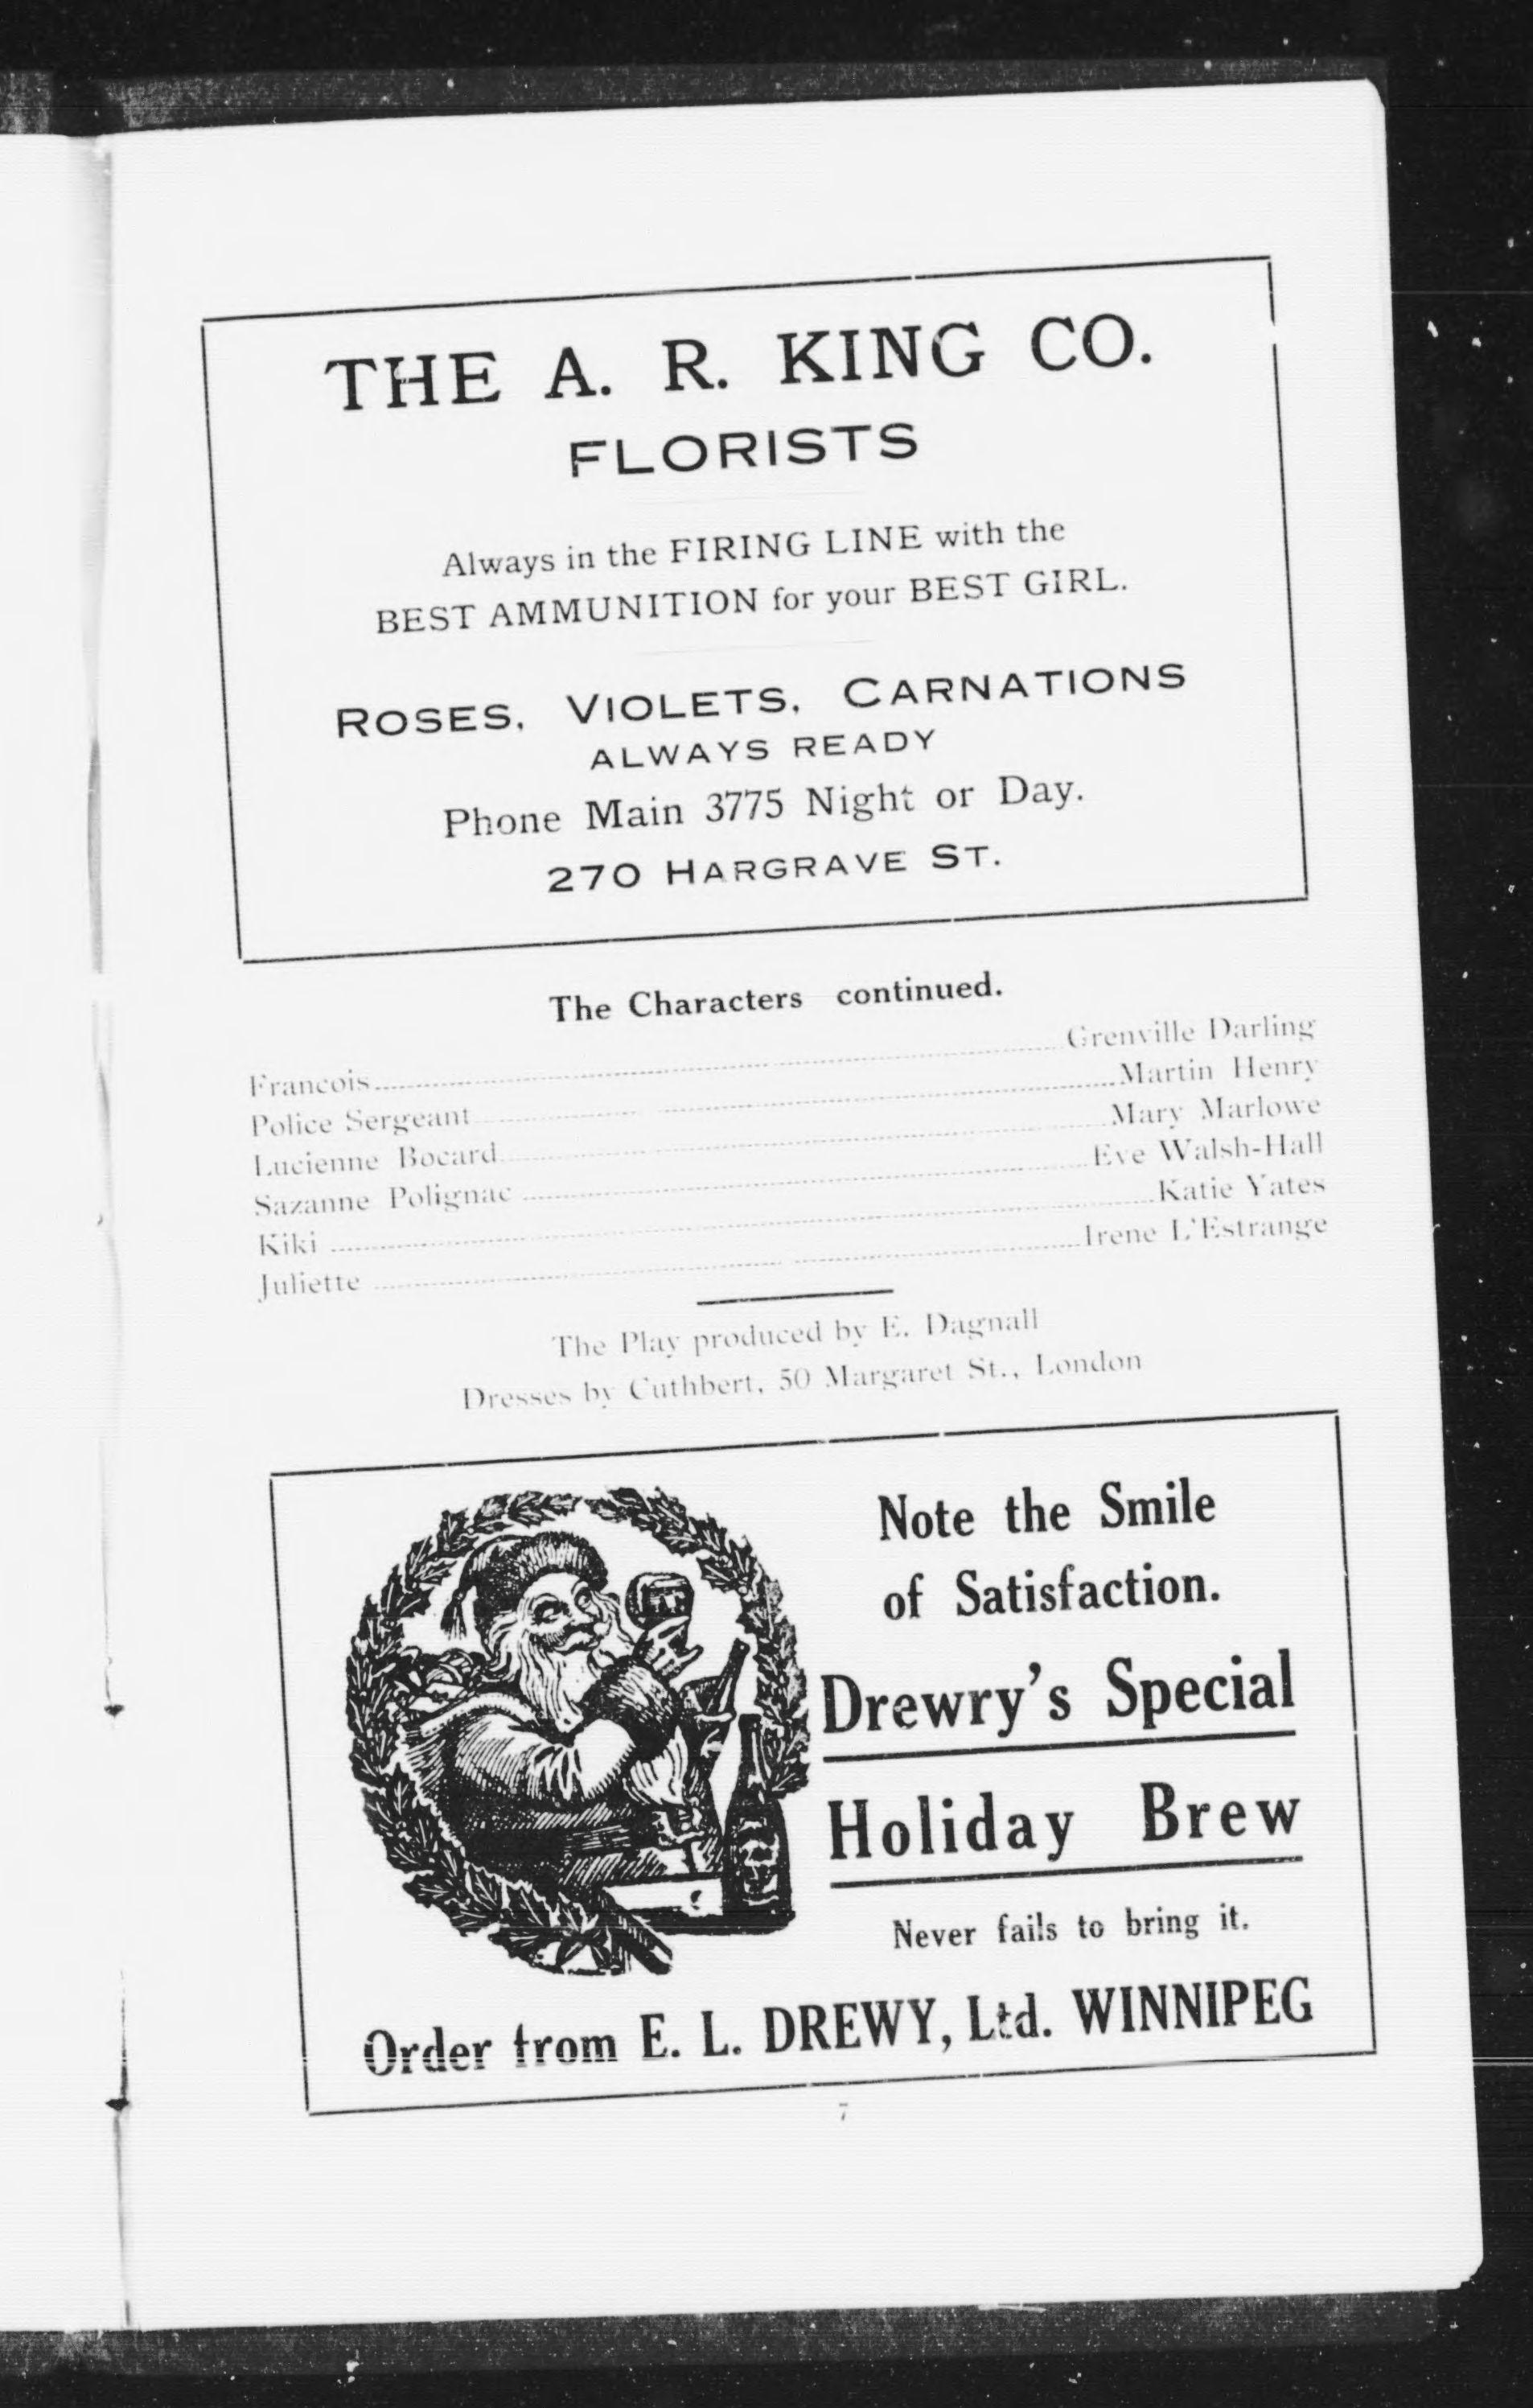 THE A. R. KING CO.
FLORISTS
Always in the FIRING LINE with the
BEST AMMUNITION for your BEST GIRL.
ROSES, VIOLETS, CARNATIONS
ALWAYS READY
Phone Main 3775 Night or Day.
270 HARGRAVE ST.
The Characters continued.
Francois Grenville Darling
Police Sergeant Martin Henry
Lucienne Bocard Mary Marlowe
Sazanne Polignac Eve Walsh-Hall
Kiki Katie Yates
Juliette Irene L'Estrange
The Play produced by E. Dagnall
Dresses by Cuthbert, 50 Margaret St., London
Note the Smile
of Satisfaction.
Drewry's Special
Holiday Brew
Never fails to bring it.
Order from E. L. DREWY, Ltd. WINNIPEG
7